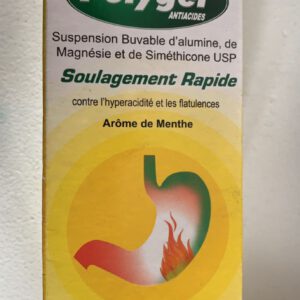 Polygel
ANTIACIDES
Suspension Buvable d'alumine, de
Magnésie et de Siméthicone USP
Soulagement Rapide
contre l'hyperacidité et les flatulences
Arôme de Menthe